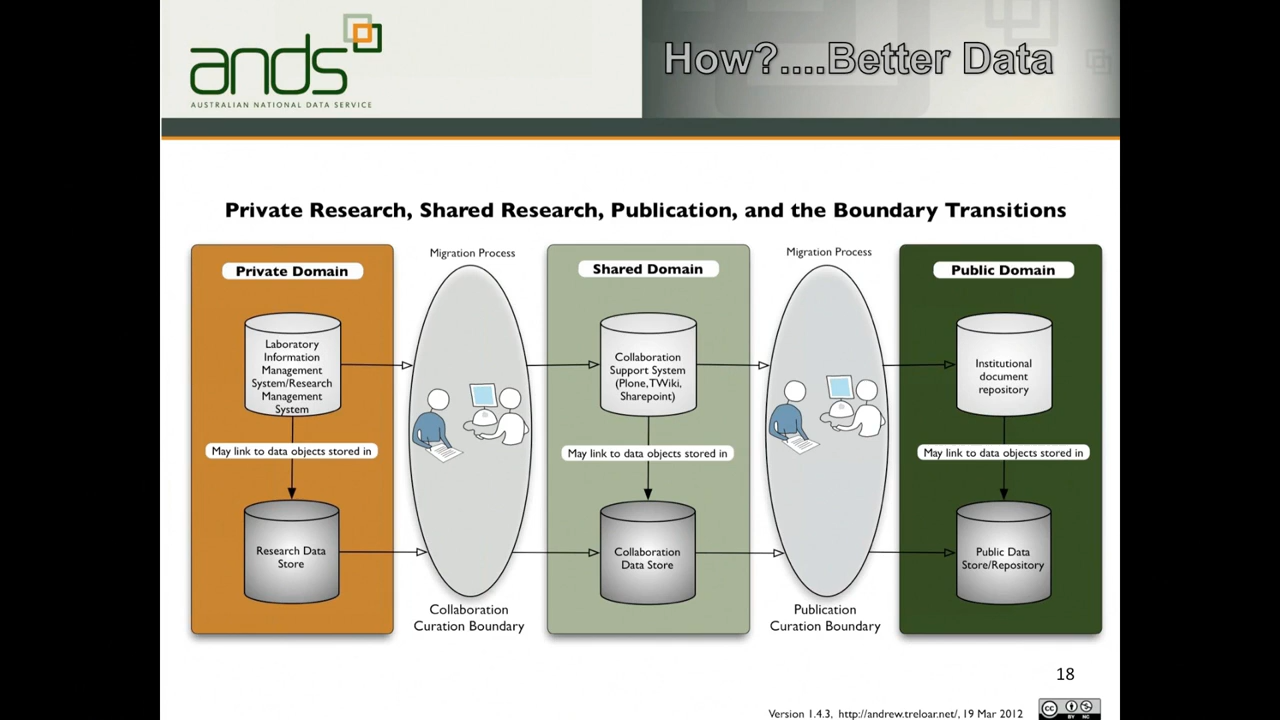 ands
AUSTRALIAN NATIONAL DATA SERVICE
How?....Better Data
Private Research, Shared Research, Publication, and the Boundary Transitions
Private Domain
Laboratory
Information
Management
System/Research
Management
System
May link to data objects stored in
Research Data
Store
Migration Process
Collaboration
Curation Boundary
Shared Domain
Collaboration
Support System
(Plone, TWiki,
Sharepoint)
May link to data objects stored in
Collaboration
Data Store
Migration Process
Publication
Curation Boundary
Public Domain
Institutional
document
repository
May link to data objects stored in
Public Data
Store/Repository
18
Version 1.4.3, http://andrew.treloar.net/, 19 Mar 2012
cc
BY NC